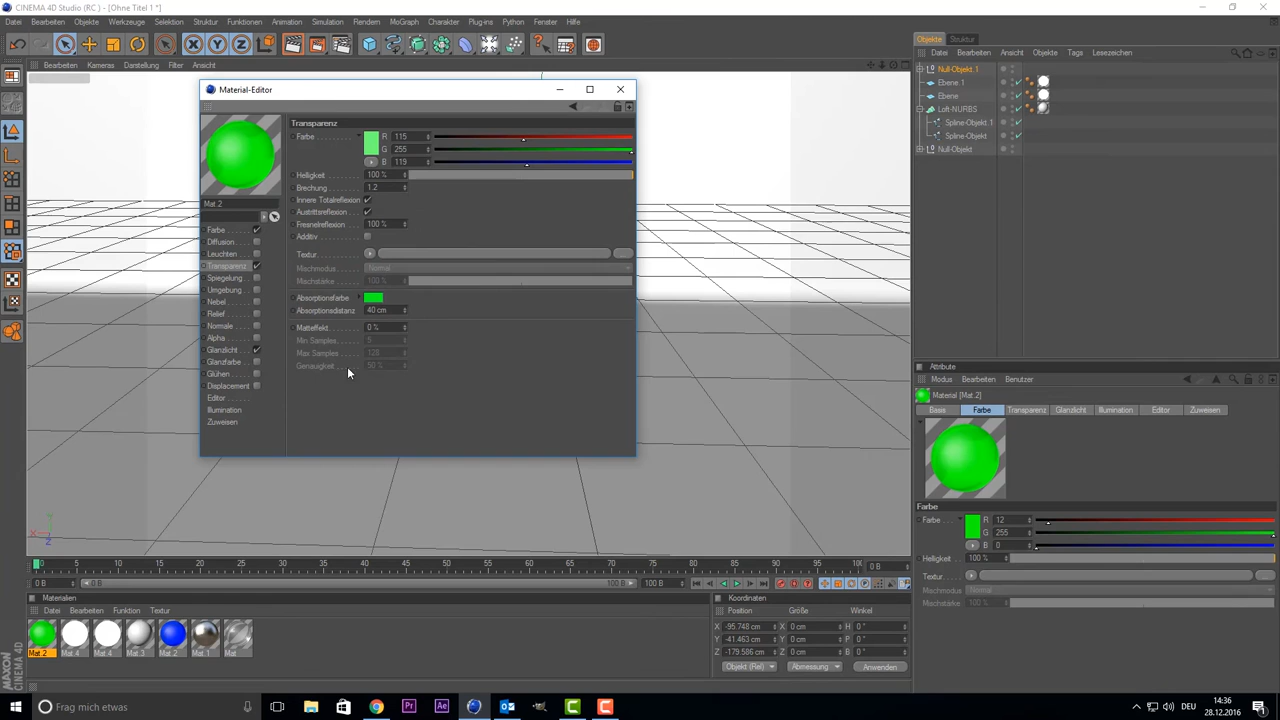 CINEMA 4D Studio (RC ) - [Ohne Titel 1 *]
Datei Bearbeiten Objekte Werkzeuge Selektion Struktur Funktionen Animation Simulation Rendern MoGraph Charakter Plug-ins Python Fenster Hilfe
Objekte Struktur
Datei Bearbeiten Ansicht Objekte Tags Lesezeichen
Bearbeiten Kameras Darstellung Filter Ansicht
Null-Objekt.1
Ebene.1
Ebene
Loft-NURBS
Spline-Objekt.1
Spline-Objekt
Null-Objekt
Material-Editor
Transparenz
Farbe R 115
G 255
B 119
Helligkeit 100 %
Brechung 1.2
Innere Totalreflexion
Austrittsreflexion
Fresnelreflexion 100 %
Additiv
Textur
Mischmodus Normal
Mischstärke 100 %
Absorptionsfarbe
Absorptionsdistanz 40 cm
Matteffekt 0 %
Min Samples 5
Max Samples 128
Genauigkeit 50 %
Mat.2
Farbe
Diffusion
Leuchten
Transparenz
Spiegelung
Umgebung
Nebel
Relief
Normale
Alpha
Glanzlicht
Glanzfarbe
Glühen
Displacement
Editor
Illumination
Zuweisen
Attribute
Modus Bearbeiten Benutzer
Material [Mat.2]
Basis Farbe Transparenz Glanzlicht Illumination Editor Zuweisen
Farbe
Farbe R 12
G 255
B 0
Helligkeit 100 %
Textur
Mischmodus Normal
Mischstärke 100 %
X Y Z
0 10 20 30 40 50 60 70 80 90 100 0 B
0 B 0 B 100 B 100 B
Materialien
Datei Bearbeiten Funktion Textur
Mat.2 Mat.4 Mat.4 Mat.3 Mat.2 Mat.1 Mat
Koordinaten
Position Größe Winkel
X -95.748 cm X 0 cm H 0 °
Y -41.463 cm Y 0 cm P 0 °
Z -179.586 cm Z 0 cm B 0 °
Objekt (Rel) Abmessung Anwenden
MAXON CINEMA 4D
Frag mich etwas
Pr Ae
DEU 14:36
28.12.2016